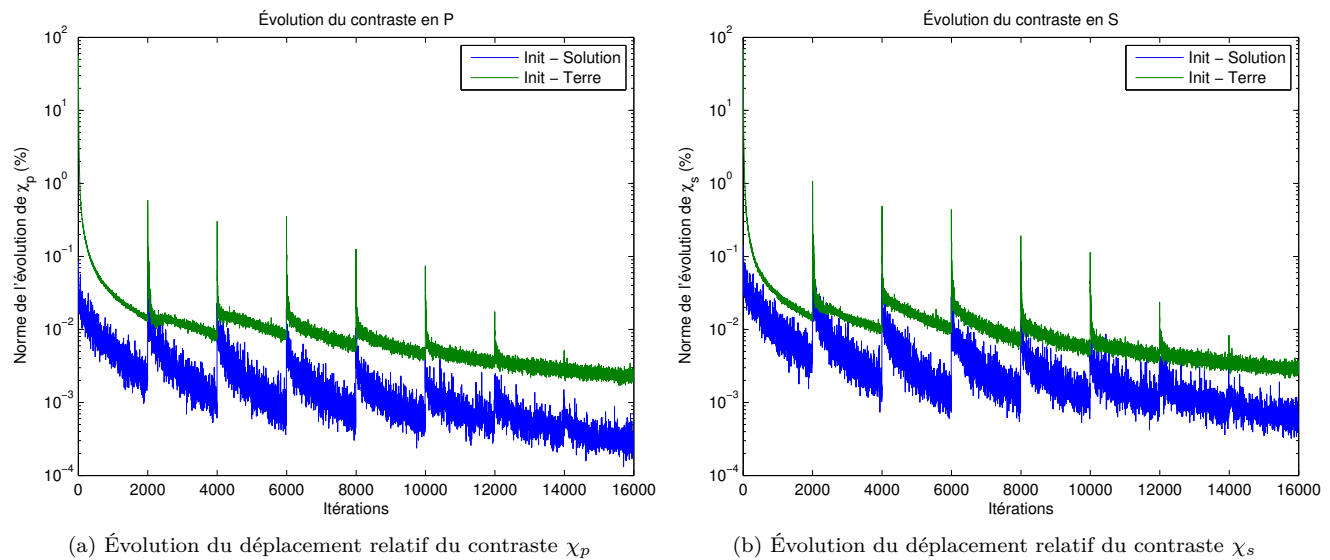 Évolution du contraste en P
Norme de l'évolution de χ_p (%)
10^2
10^1
10^0
10^−1
10^−2
10^−3
10^−4
Init − Solution
Init − Terre
0 2000 4000 6000 8000 10000 12000 14000 16000
Itérations
(a) Évolution du déplacement relatif du contraste χ_p
Évolution du contraste en S
Norme de l'évolution de χ_s (%)
10^2
10^1
10^0
10^−1
10^−2
10^−3
10^−4
Init − Solution
Init − Terre
0 2000 4000 6000 8000 10000 12000 14000 16000
Itérations
(b) Évolution du déplacement relatif du contraste χ_s